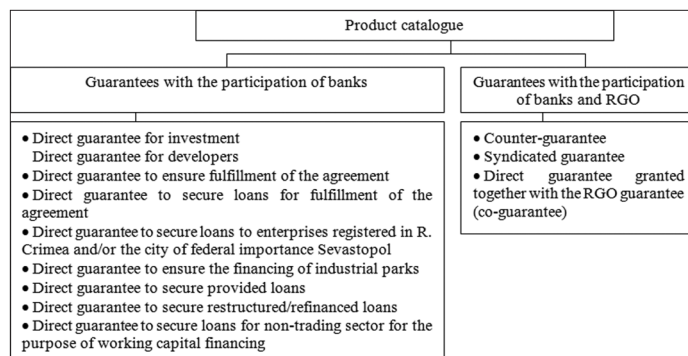 Product catalogue
Guarantees with the participation of banks
Guarantees with the participation
of banks and RGO
• Direct guarantee for investment
Direct guarantee for developers
• Direct guarantee to ensure fulfillment of the agreement
• Direct guarantee to secure loans for fulfillment of the
agreement
• Direct guarantee to secure loans to enterprises registered in R.
Crimea and/or the city of federal importance Sevastopol
• Direct guarantee to ensure the financing of industrial parks
• Direct guarantee to secure provided loans
• Direct guarantee to secure restructured/refinanced loans
• Direct guarantee to secure loans for non-trading sector for the
purpose of working capital financing
• Counter-guarantee
• Syndicated guarantee
• Direct guarantee granted
together with the RGO guarantee
(co-guarantee)